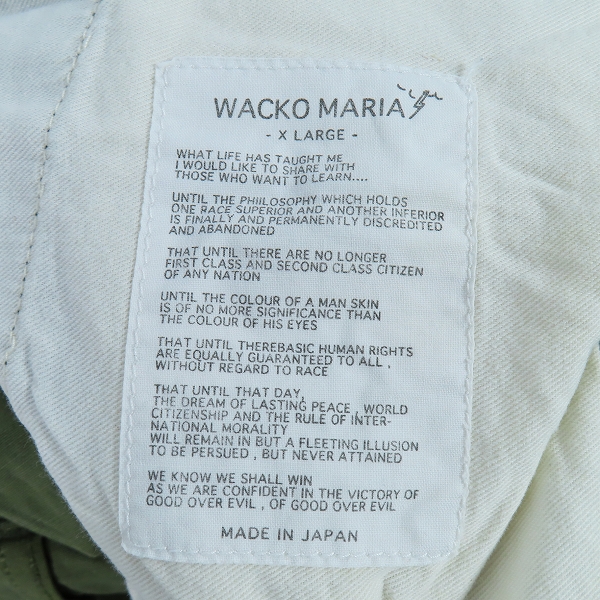 WACKO MARIA
- X LARGE -
WHAT LIFE HAS TAUGHT ME
I WOULD LIKE TO SHARE WITH
THOSE WHO WANT TO LEARN....
UNTIL THE PHIILOSOPHY WHICH HOLDS
ONE RACE SUPERIOR AND ANOTHER INFERIOR
IS FINALLY AND PERMANENTLY DISCREDITED
AND ABANDONED
THAT UNTIL THERE ARE NO LONGER
FIRST CLASS AND SECOND CLASS CITIZEN
OF ANY NATION
UNTIL THE COLOUR OF A MAN SKIN
IS OF NO MORE SIGNIFICANCE THAN
THE COLOUR OF HIS EYES
THAT UNTIL THEREBASIC HUMAN RIGHTS
ARE EQUALLY GUARANTEED TO ALL ,
WITHOUT REGARD TO RACE
THAT UNTIL THAT DAY,
THE DREAM OF LASTING PEACE , WORLD
CITIZENSHIP AND THE RULE OF INTER-
NATIONAL MORALITY
WILL REMAIN IN BUT A FLEETING ILLUSION
TO BE PERSUED , BUT NEVER ATTAINED
WE KNOW WE SHALL WIN
AS WE ARE CONFIDENT IN THE VICTORY OF
GOOD OVER EVIL , OF GOOD OVER EVIL
MADE IN JAPAN